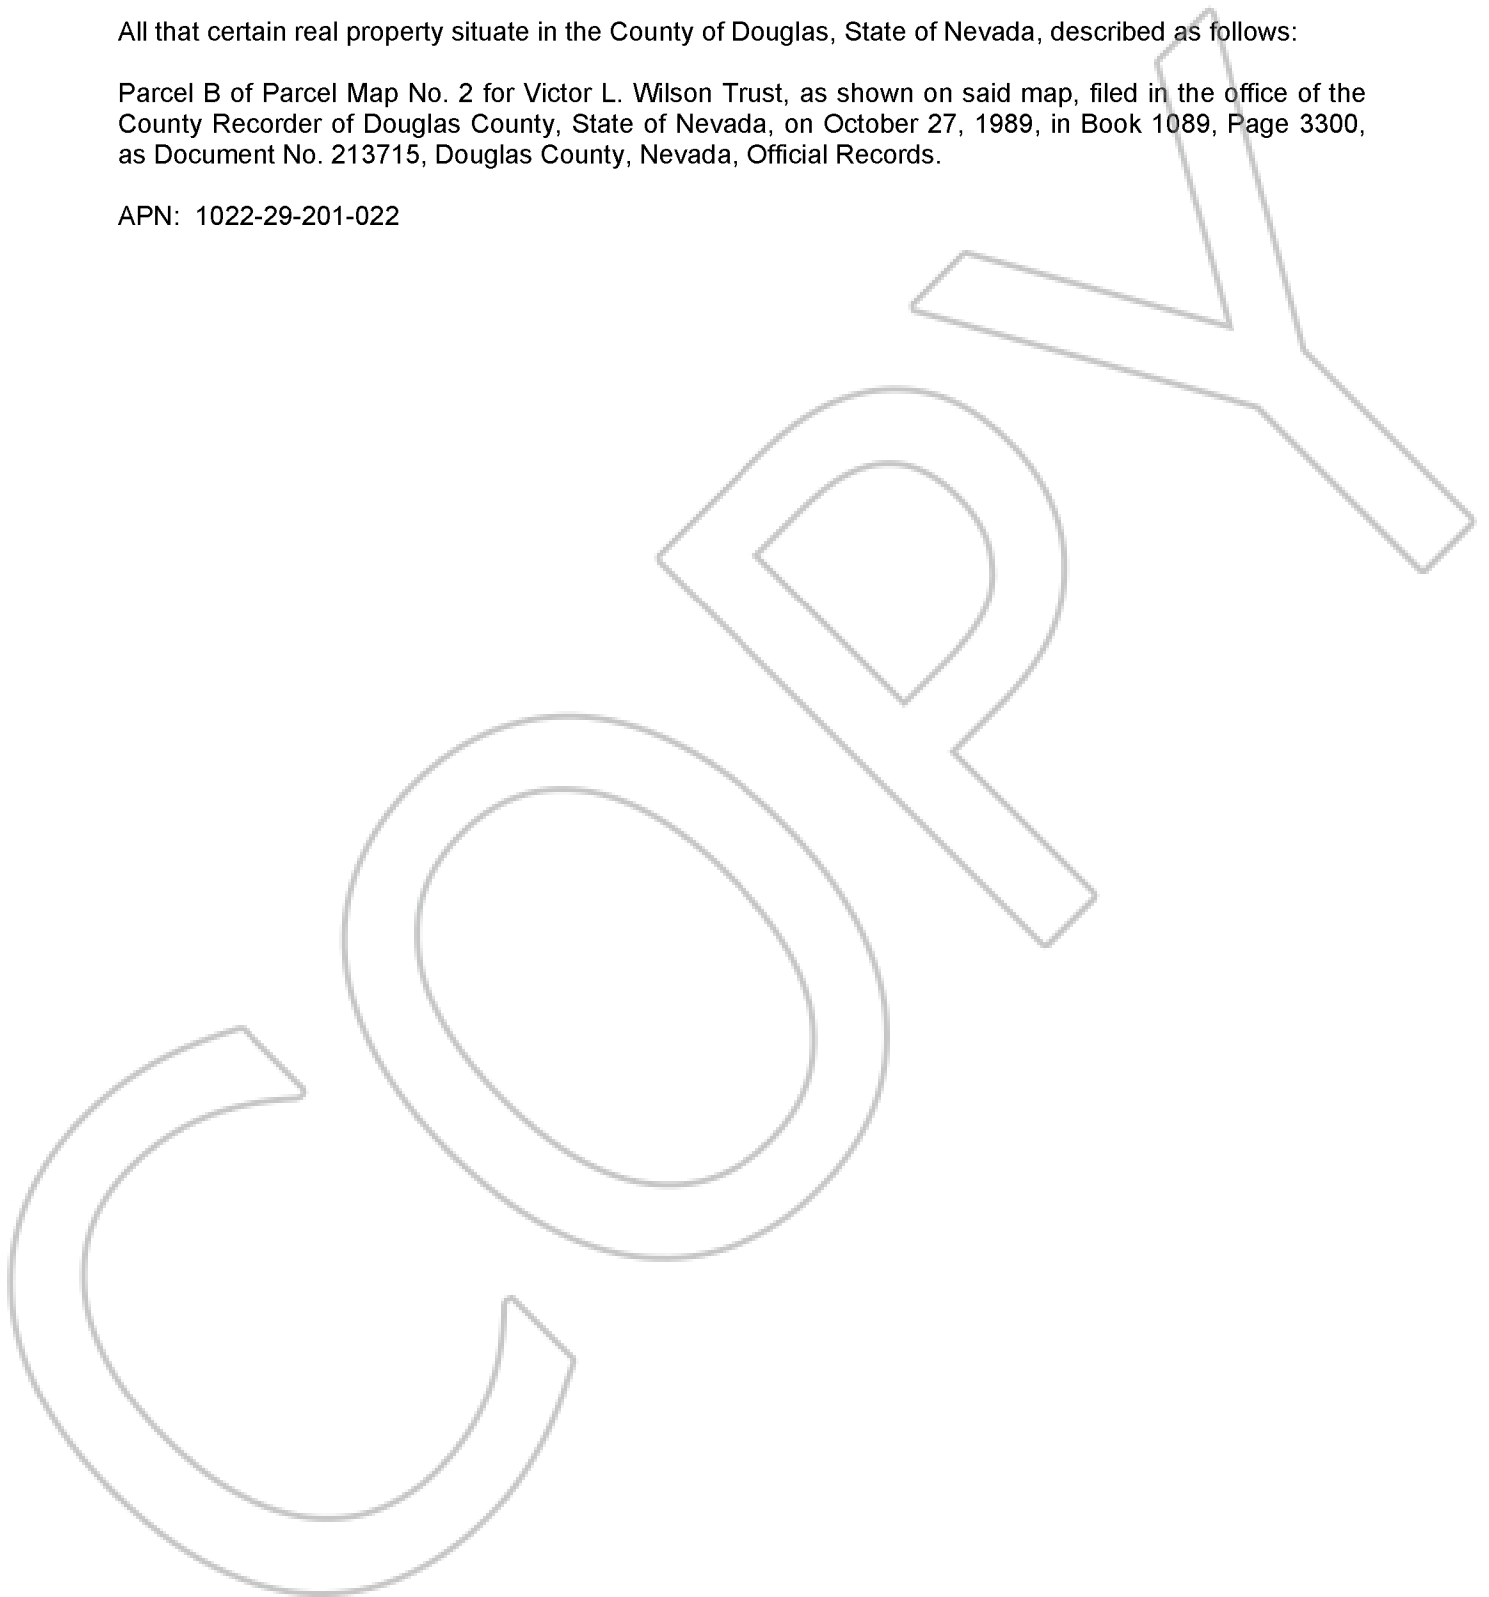 All that certain real property situate in the County of Douglas, State of Nevada, described as follows:
Parcel B of Parcel Map No. 2 for Victor L. Wilson Trust, as shown on said map, filed in the office of the
County Recorder of Douglas County, State of Nevada, on October 27, 1989, in Book 1089, Page 3300,
as Document No. 213715, Douglas County, Nevada, Official Records.
APN:  1022-29-201-022
COPY